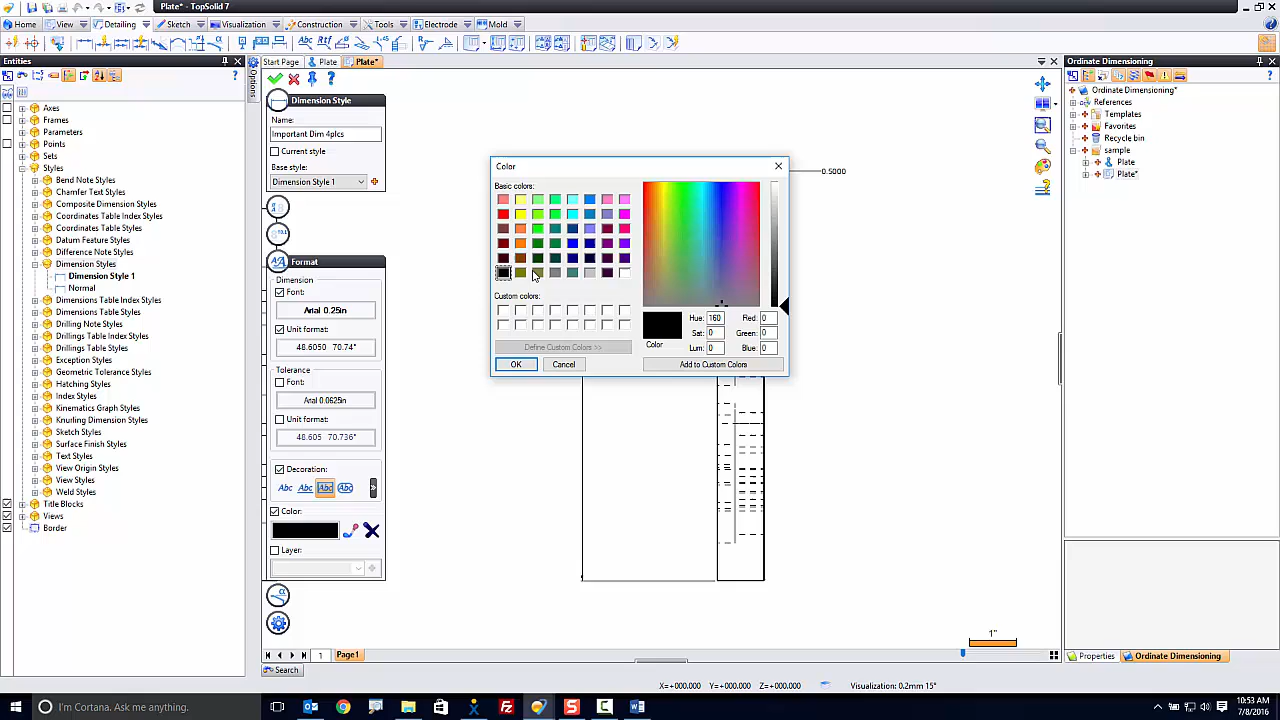 Plate* - TopSolid 7
Home
View
Detailing
Sketch
Visualization
Construction
Tools
Electrode
Mold
Entities
Start Page
Plate
Plate*
Ordinate Dimensioning
Options
Axes
Frames
Parameters
Points
Sets
Styles
Bend Note Styles
Chamfer Text Styles
Composite Dimension Styles
Coordinates Table Index Styles
Coordinates Table Styles
Datum Feature Styles
Difference Note Styles
Dimension Styles
Dimension Style 1
Normal
Dimensions Table Index Styles
Dimensions Table Styles
Drilling Note Styles
Drillings Table Index Styles
Drillings Table Styles
Exception Styles
Geometric Tolerance Styles
Hatching Styles
Index Styles
Kinematics Graph Styles
Knurling Dimension Styles
Sketch Styles
Surface Finish Styles
Text Styles
View Origin Styles
View Styles
Weld Styles
Title Blocks
Views
Border
Dimension Style
Name:
Important Dim 4plcs
Current style
Base style:
Dimension Style 1
Format
Dimension
Font:
Arial 0.25in
Unit format:
48.6050 70.74°
Tolerance
Font:
Arial 0.0625in
Unit format:
48.605 70.736°
Decoration:
Abc Abc Abc Abc
Color:
Layer:
Color
Basic colors:
Custom colors:
Define Custom Colors >>
OK
Cancel
Color
Hue: 160
Sat: 0
Lum: 0
Red: 0
Green: 0
Blue: 0
Add to Custom Colors
0.5000
1"
Ordinate Dimensioning*
References
Templates
Favorites
Recycle bin
sample
Plate
Plate*
1
Page1
Search
Properties
Ordinate Dimensioning
X=+000.000 Y=+000.000 Z=+000.000
Visualization: 0.2mm 15°
I'm Cortana. Ask me anything.
10:53 AM
7/8/2016